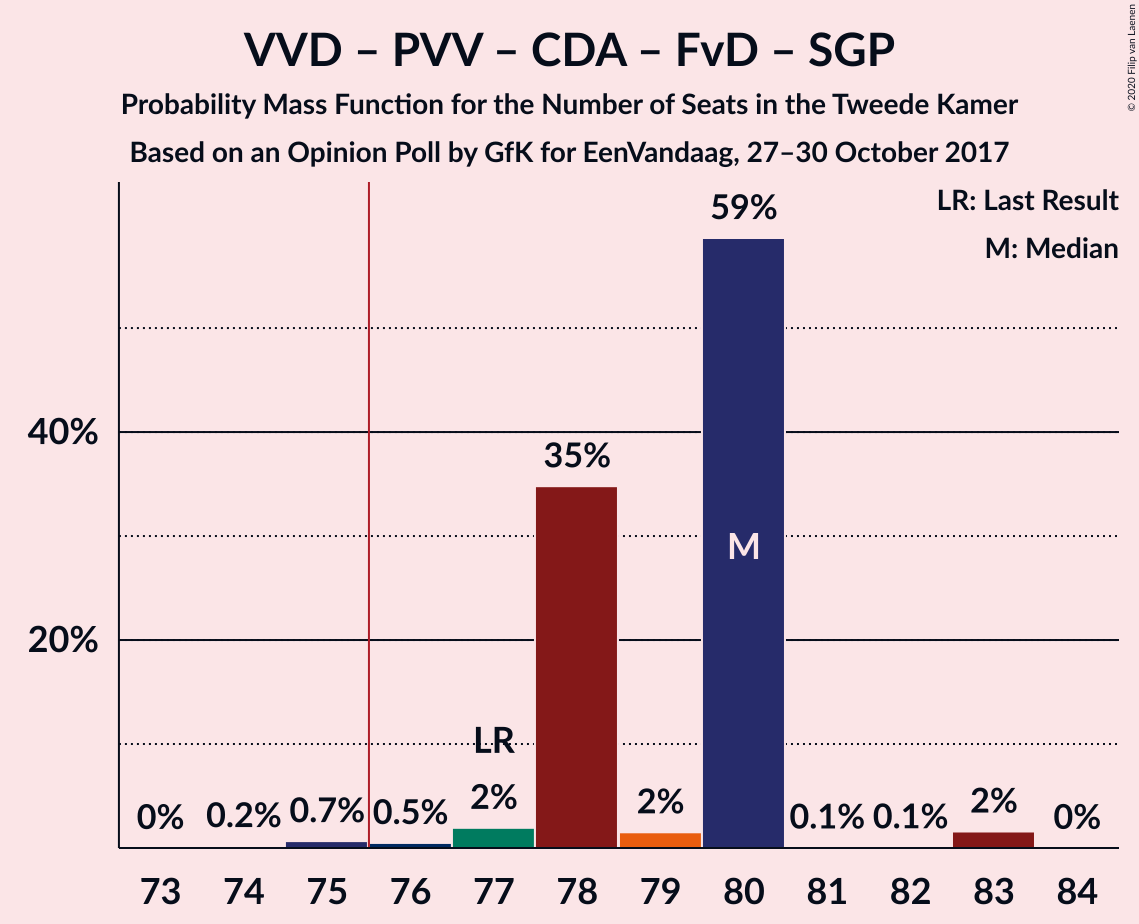 VVD – PVV – CDA – FvD – SGP
Probability Mass Function for the Number of Seats in the Tweede Kamer
Based on an Opinion Poll by GfK for EenVandaag, 27–30 October 2017
© 2020 Filip van Laenen
LR: Last Result
M: Median
59%
40%
35%
M
20%
LR
0% 0.2% 0.7% 0.5% 2% 2% 0.1% 0.1% 2% 0%
73 74 75 76 77 78 79 80 81 82 83 84